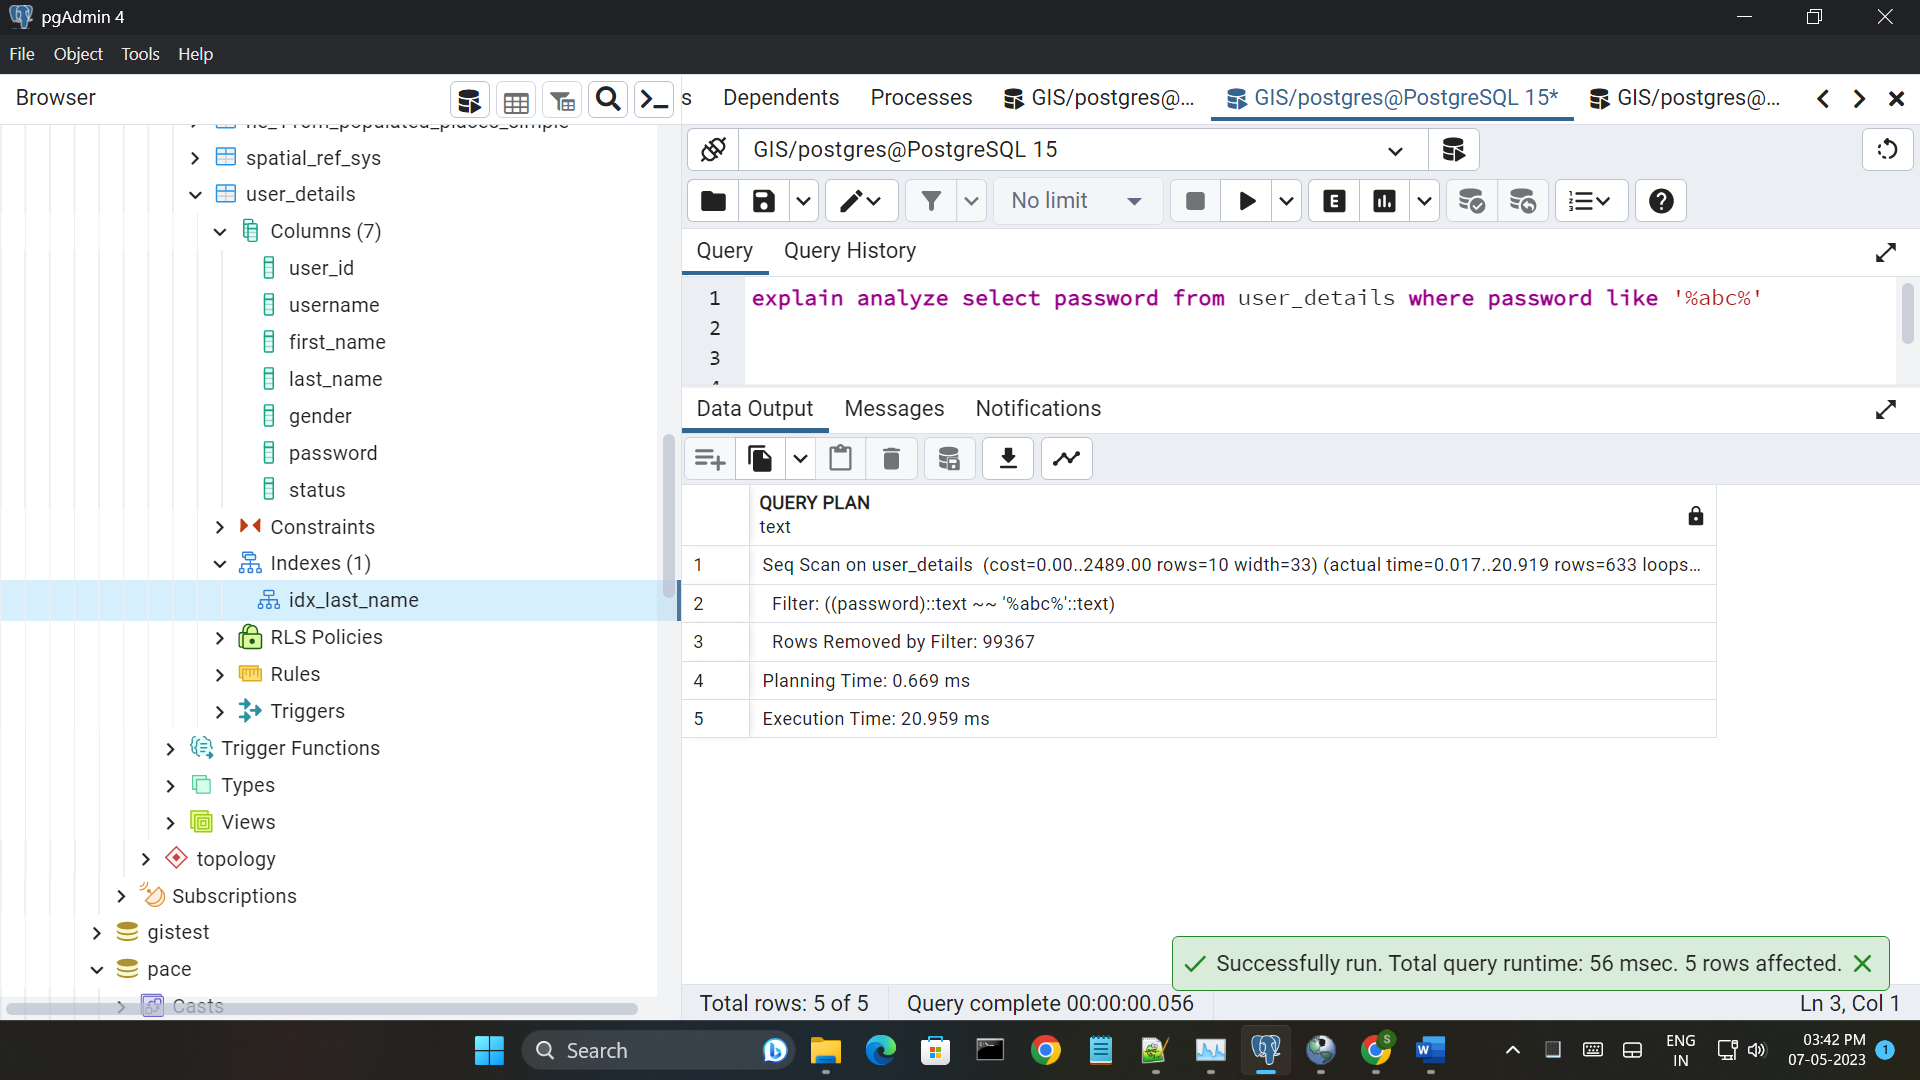 pgAdmin 4
File Object Tools Help
Browser
s Dependents Processes GIS/postgres@... GIS/postgres@PostgreSQL 15* GIS/postgres@...
spatial_ref_sys
user_details
Columns (7)
user_id
username
first_name
last_name
gender
password
status
Constraints
Indexes (1)
idx_last_name
RLS Policies
Rules
Triggers
Trigger Functions
Types
Views
topology
Subscriptions
gistest
pace
Casts
GIS/postgres@PostgreSQL 15
No limit
E
Query Query History
1 explain analyze select password from user_details where password like '%abc%'
2
3
Data Output Messages Notifications
QUERY PLAN
text
1 Seq Scan on user_details (cost=0.00..2489.00 rows=10 width=33) (actual time=0.017..20.919 rows=633 loops...
2 Filter: ((password)::text ~~ '%abc%'::text)
3 Rows Removed by Filter: 99367
4 Planning Time: 0.669 ms
5 Execution Time: 20.959 ms
Successfully run. Total query runtime: 56 msec. 5 rows affected.
Total rows: 5 of 5 Query complete 00:00:00.056 Ln 3, Col 1
Search
ENG
IN
03:42 PM
07-05-2023
1